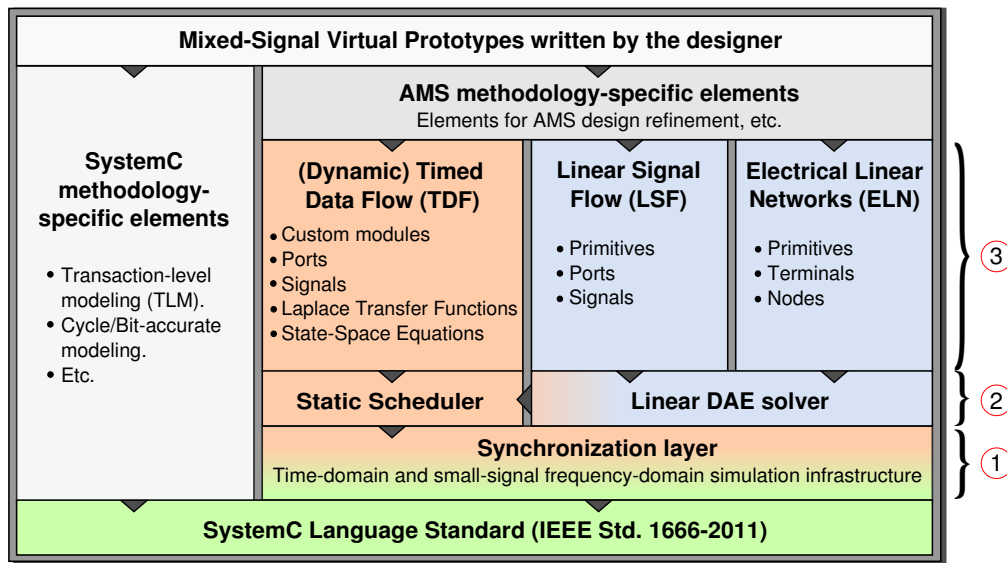 Mixed-Signal Virtual Prototypes written by the designer
AMS methodology-specific elements
Elements for AMS design refinement, etc.
SystemC
methodology-
specific elements
• Transaction-level
modeling (TLM).
• Cycle/Bit-accurate
modeling.
• Etc.
(Dynamic) Timed
Data Flow (TDF)
• Custom modules
• Ports
• Signals
• Laplace Transfer Functions
• State-Space Equations
Linear Signal
Flow (LSF)
• Primitives
• Ports
• Signals
Electrical Linear
Networks (ELN)
• Primitives
• Terminals
• Nodes
3
Static Scheduler
Linear DAE solver
2
Synchronization layer
Time-domain and small-signal frequency-domain simulation infrastructure
1
SystemC Language Standard (IEEE Std. 1666-2011)